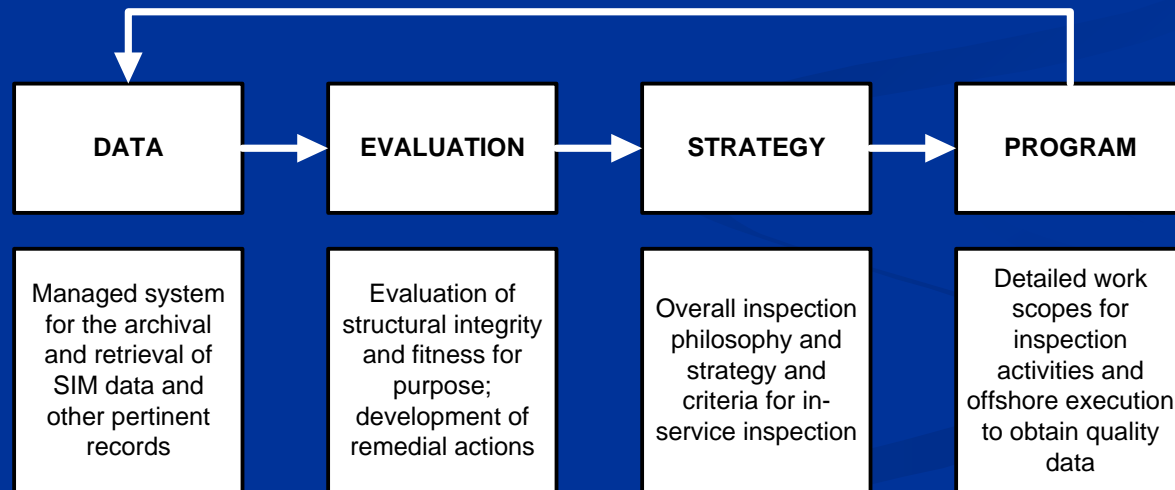 DATA
EVALUATION
STRATEGY
PROGRAM
Managed system
for the archival
and retrieval of
SIM data and
other pertinent
records
Evaluation of
structural integrity
and fitness for
purpose;
development of
remedial actions
Overall inspection
philosophy and
strategy and
criteria for in-
service inspection
Detailed work
scopes for
inspection
activities and
offshore execution
to obtain quality
data